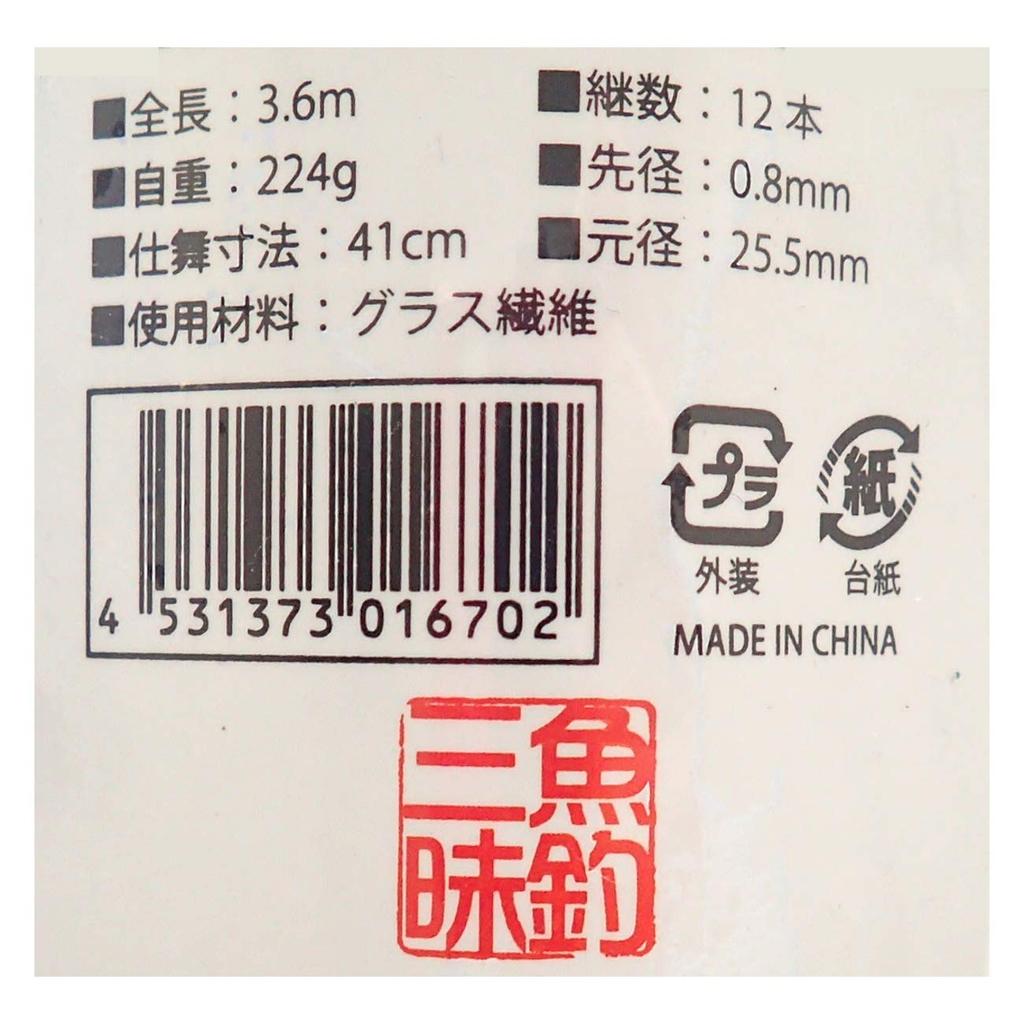 ■全長：3.6m
■自重：224g
■仕舞寸法：41cm
■使用材料：グラス繊維
■継数：12本
■先径：0.8mm
■元径：25.5mm
4 531373 016702
プラ
外装
紙
台紙
MADE IN CHINA
魚釣
三昧